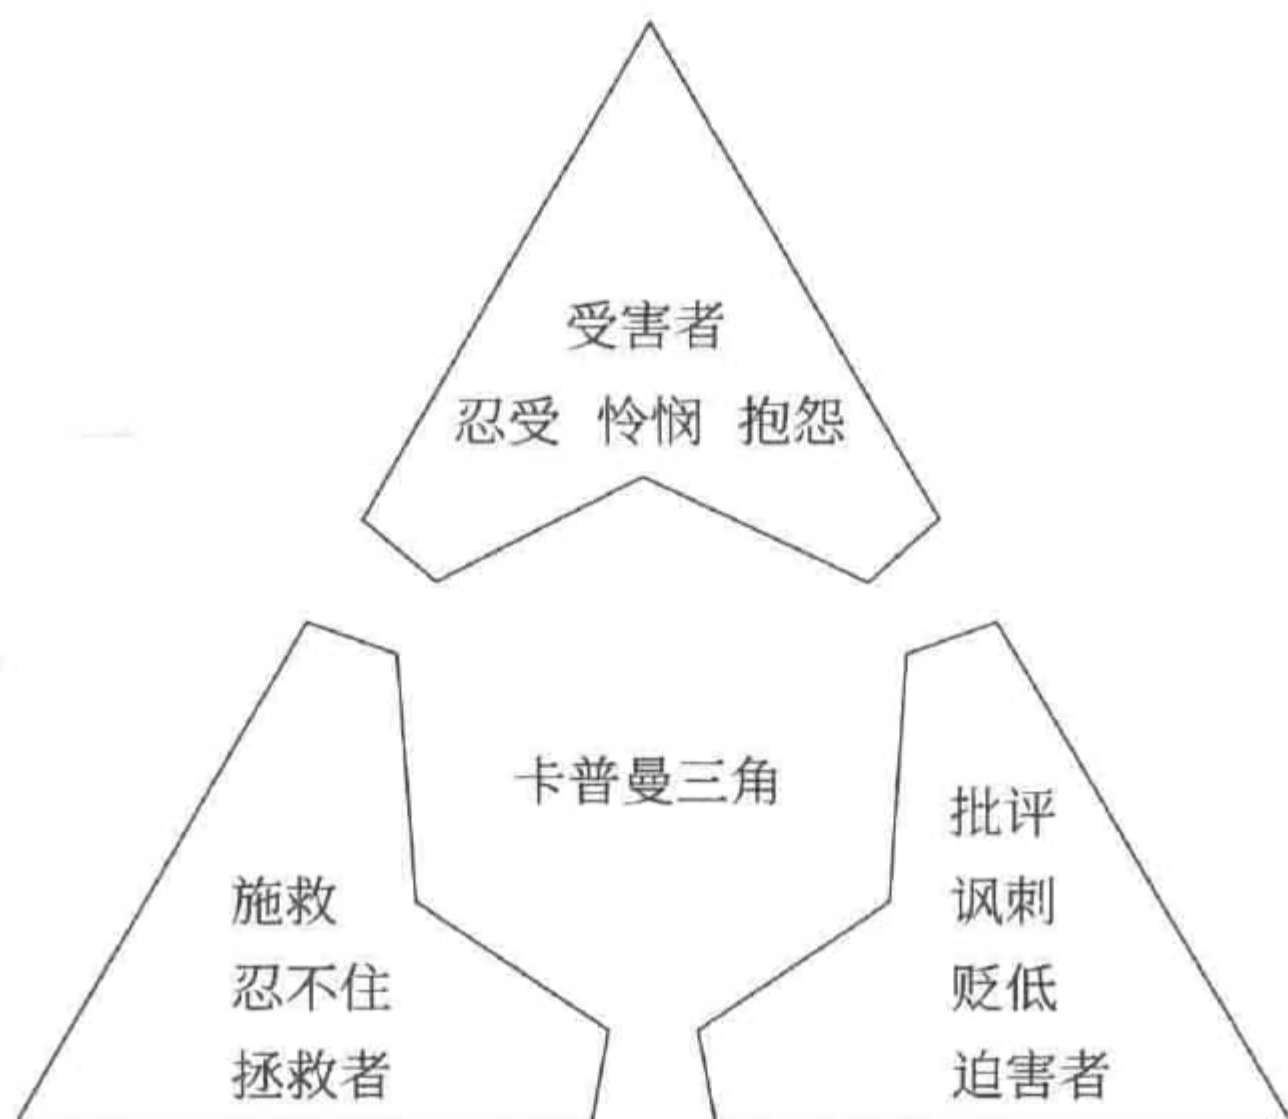 受害者
忍受 怜悯 抱怨
卡普曼三角
施救
忍不住
拯救者
批评
讽刺
贬低
迫害者